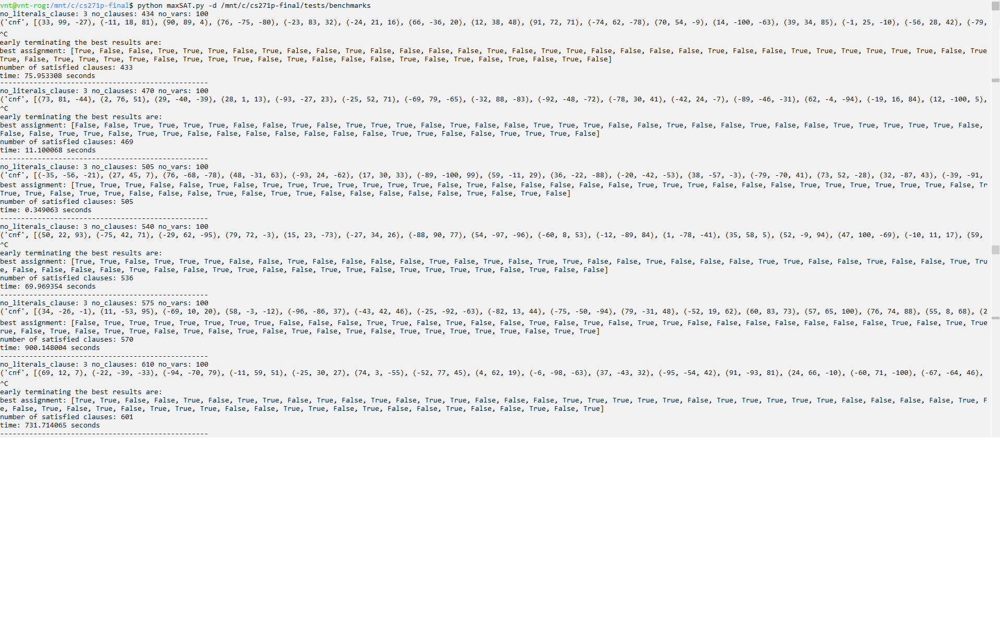 vnt@vnt-rog:/mnt/c/cs271p-final$ python maxSAT.py -d /mnt/c/cs271p-final/tests/benchmarks
no_literals_clause: 3 no_clauses: 434 no_vars: 100
('cnf', [(33, 99, -27), (-11, 18, 81), (90, 89, 4), (76, -75, -80), (-23, 83, 32), (-24, 21, 16), (66, -36, 20), (12, 38, 48), (91, 72, 71), (-74, 62, -78), (70, 54, -9), (14, -100, -63), (39, 34, 85), (-1, 25, -10), (-56, 28, 42), (-79,
^C
early terminating the best results are:
best assignment: [True, False, False, True, True, True, False, True, False, False, True, False, False, False, False, True, False, True, True, False, False, False, False, True, False, False, True, True, True, True, True, True, False, True
True, False, True, True, True, True, False, True, True, True, False, True, False, False, False, True, False, True, False, True, False, True, False]
number of satisfied clauses: 433
time: 75.953308 seconds
--------------------------------------------------
no_literals_clause: 3 no_clauses: 470 no_vars: 100
('cnf', [(73, 81, -44), (2, 76, 51), (29, -40, -39), (28, 1, 13), (-93, -27, 23), (-25, 52, 71), (-69, 79, -65), (-32, 88, -83), (-92, -48, -72), (-78, 30, 41), (-42, 24, -7), (-89, -46, -31), (62, -4, -94), (-19, 16, 84), (12, -100, 5),
^C
early terminating the best results are:
best assignment: [False, False, True, True, True, True, False, False, True, False, True, True, True, False, True, False, False, True, True, True, False, False, True, False, False, True, False, False, True, True, True, True, True, False,
False, False, True, True, False, True, True, False, False, False, False, False, False, False, True, True, False, False, True, True, True, False]
number of satisfied clauses: 469
time: 11.100068 seconds
--------------------------------------------------
no_literals_clause: 3 no_clauses: 505 no_vars: 100
('cnf', [(-35, -56, -21), (27, 45, 7), (76, -68, -78), (48, -31, 63), (-93, 24, -62), (17, 30, 33), (-89, -100, 99), (59, -11, 29), (36, -22, -88), (-20, -42, -53), (38, -57, -3), (-79, -70, 41), (73, 52, -28), (32, -87, 43), (-39, -91,
best assignment: [True, True, True, False, False, True, False, True, True, True, True, True, True, True, False, True, False, False, False, False, False, False, True, True, True, False, False, False, True, True, True, True, True, True, False, Tr
True, True, False, True, True, False, False, False, True, False, True, True, False, False, False, False, False, True, False, True, False]
number of satisfied clauses: 505
time: 0.349063 seconds
--------------------------------------------------
no_literals_clause: 3 no_clauses: 540 no_vars: 100
('cnf', [(50, 22, 93), (-75, 42, 71), (-29, 62, -95), (79, 72, -3), (15, 23, -73), (-27, 34, 26), (-88, 90, 77), (54, -97, -96), (-60, 8, 53), (-12, -89, 84), (1, -78, -41), (35, 58, 5), (52, -9, 94), (47, 100, -69), (-10, 11, 17), (59,
^C
early terminating the best results are:
best assignment: [True, True, False, True, True, True, False, False, True, False, False, False, False, True, False, True, False, True, True, False, False, True, False, False, False, True, True, False, False, True, False, False, True, Tru
e, False, False, False, False, True, False, False, True, True, False, False, True, True, False, True, True, True, True, False, True, False, False]
number of satisfied clauses: 536
time: 69.969354 seconds
--------------------------------------------------
no_literals_clause: 3 no_clauses: 575 no_vars: 100
('cnf', [(34, -26, -1), (11, -53, 95), (-69, 10, 20), (58, -3, -12), (-96, -86, 37), (-43, 42, 46), (-25, -92, -63), (-82, 13, 44), (-75, -50, -94), (79, -31, 48), (-52, 19, 62), (60, 83, 73), (57, 65, 100), (76, 74, 88), (55, 8, 68), (2
best assignment: [False, True, True, True, True, True, True, True, False, False, False, True, True, False, True, False, False, True, False, True, False, True, True, False, False, False, False, False, False, False, True, False, True, True
rue, False, True, False, True, True, False, True, False, True, False, True, False, True, False, True, True, True, True, True, False, True, True]
number of satisfied clauses: 570
time: 900.148004 seconds
--------------------------------------------------
no_literals_clause: 3 no_clauses: 610 no_vars: 100
('cnf', [(69, 12, 7), (-22, -39, -33), (-94, -70, 79), (-11, 59, 51), (-25, 30, 27), (74, 3, -55), (-52, 77, 45), (4, 62, 19), (-6, -98, -63), (37, -43, 32), (-95, -54, 42), (91, -93, 81), (24, 66, -10), (-60, 71, -100), (-67, -64, 46),
^C
early terminating the best results are:
best assignment: [True, True, False, False, True, False, True, True, False, True, False, True, False, True, True, False, False, False, True, True, True, True, True, False, True, True, True, True, True, False, False, False, False, True, F
e, False, True, False, True, False, True, True, True, False, False, True, True, False, True, False, False, True, False, False, True, False, True]
number of satisfied clauses: 601
time: 731.714065 seconds
--------------------------------------------------